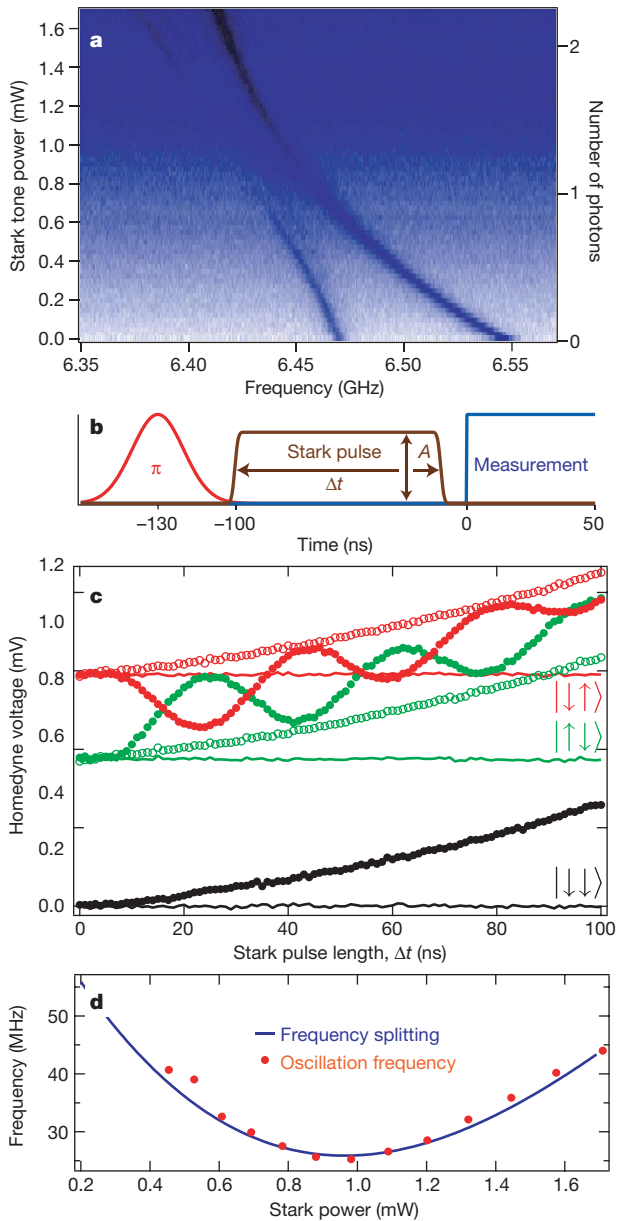 a
1.6
1.4
1.2
1.0
0.8
0.6
0.4
0.2
0.0
Stark tone power (mW)
2
1
0
Number of photons
6.35 6.40 6.45 6.50 6.55
Frequency (GHz)
b
π
Stark pulse
A
Δt
Measurement
−130 −100 0 50
Time (ns)
c
1.2
1.0
0.8
0.6
0.4
0.2
0.0
Homedyne voltage (mV)
|↓↑⟩
|↑↓⟩
|↓↓⟩
0 20 40 60 80 100
Stark pulse length, Δt (ns)
d
50
40
30
Frequency (MHz)
Frequency splitting
Oscillation frequency
0.2 0.4 0.6 0.8 1.0 1.2 1.4 1.6
Stark power (mW)